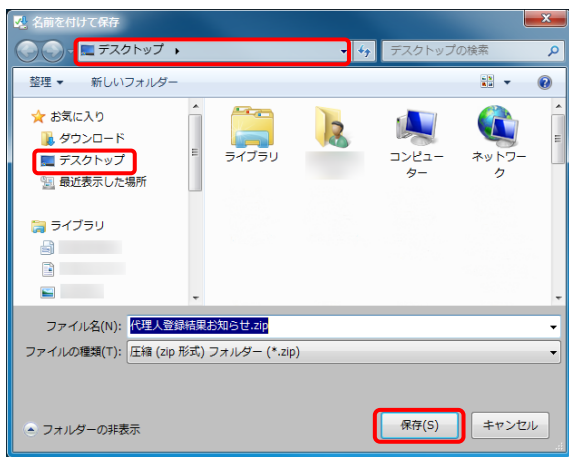 名前を付けて保存
デスクトップ
デスクトップの検索
整理 新しいフォルダー
お気に入り
ダウンロード
デスクトップ
最近表示した場所
ライブラリ
ライブラリ
コンピュー
ター
ネットワー
ク
ファイル名(N): 代理人登録結果お知らせ.zip
ファイルの種類(T): 圧縮 (zip 形式) フォルダー (*.zip)
フォルダーの非表示
保存(S)
キャンセル